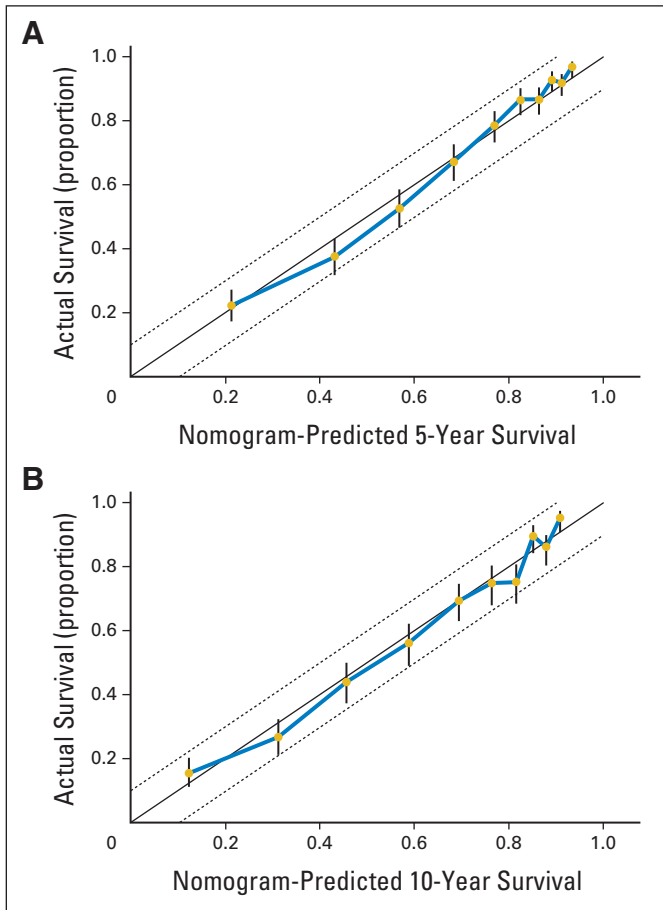 A
Actual Survival (proportion)
1.0
0.8
0.6
0.4
0.2
0
0.2 0.4 0.6 0.8 1.0
Nomogram-Predicted 5-Year Survival
B
Actual Survival (proportion)
1.0
0.8
0.6
0.4
0.2
0
0.2 0.4 0.6 0.8 1.0
Nomogram-Predicted 10-Year Survival